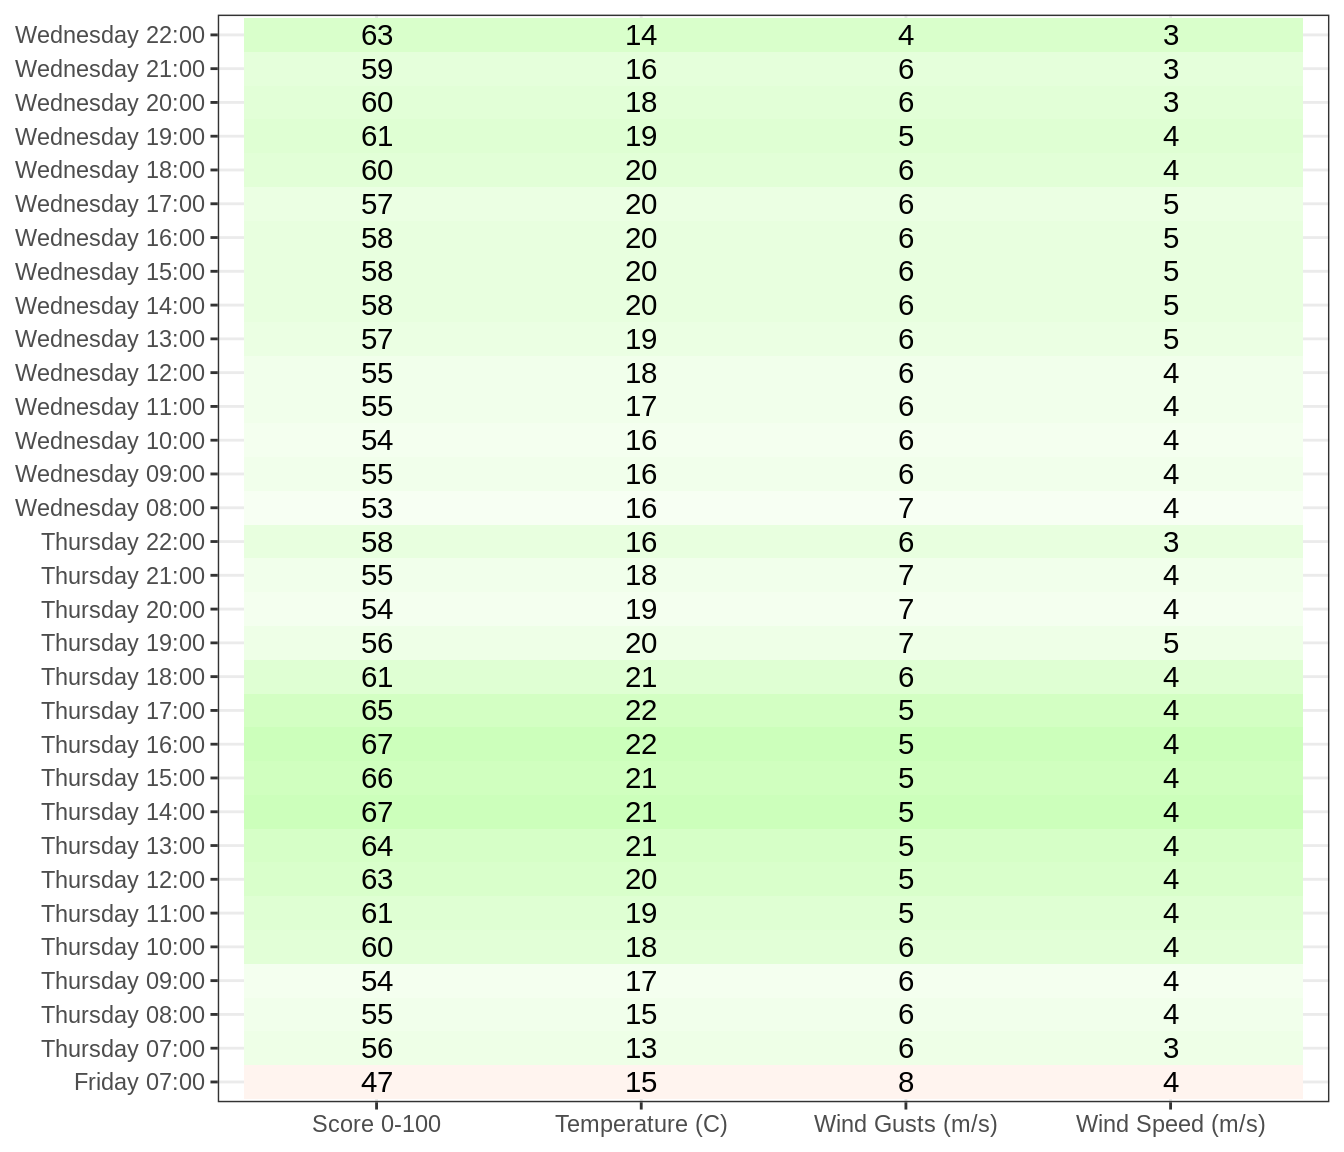 Wednesday 22:00 63 14 4 3
Wednesday 21:00 59 16 6 3
Wednesday 20:00 60 18 6 3
Wednesday 19:00 61 19 5 4
Wednesday 18:00 60 20 6 4
Wednesday 17:00 57 20 6 5
Wednesday 16:00 58 20 6 5
Wednesday 15:00 58 20 6 5
Wednesday 14:00 58 20 6 5
Wednesday 13:00 57 19 6 5
Wednesday 12:00 55 18 6 4
Wednesday 11:00 55 17 6 4
Wednesday 10:00 54 16 6 4
Wednesday 09:00 55 16 6 4
Wednesday 08:00 53 16 7 4
Thursday 22:00 58 16 6 3
Thursday 21:00 55 18 7 4
Thursday 20:00 54 19 7 4
Thursday 19:00 56 20 7 5
Thursday 18:00 61 21 6 4
Thursday 17:00 65 22 5 4
Thursday 16:00 67 22 5 4
Thursday 15:00 66 21 5 4
Thursday 14:00 67 21 5 4
Thursday 13:00 64 21 5 4
Thursday 12:00 63 20 5 4
Thursday 11:00 61 19 5 4
Thursday 10:00 60 18 6 4
Thursday 09:00 54 17 6 4
Thursday 08:00 55 15 6 4
Thursday 07:00 56 13 6 3
Friday 07:00 47 15 8 4
Score 0-100 Temperature (C) Wind Gusts (m/s) Wind Speed (m/s)